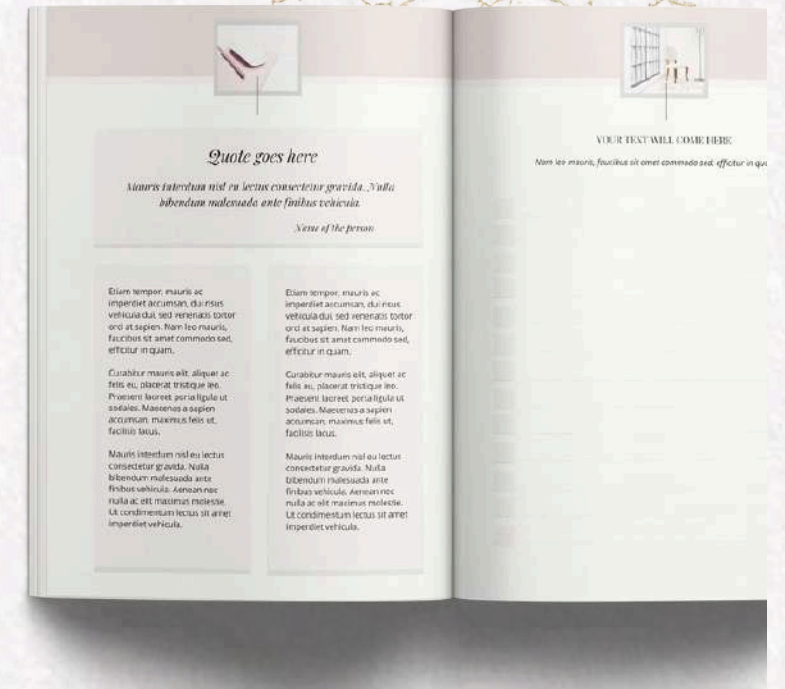 Quote goes here
Mauris interdum nisl eu lectus consectetur gravida. Nulla
bibendum malesuada ante finibus vehicula.
Name of the person
Etiam tempor, mauris ac
imperdiet accumsan, dui risus
vehicula dui, sed venenatis tortor
orci at sapien. Nam leo mauris,
faucibus sit amet commodo sed,
efficitur in quam.
Curabitur mauris elit, aliquet ac
felis eu, placerat tristique leo.
Praesent laoreet porta ligula ut
sodales. Maecenas a sapien
accumsan, maximus felis ut,
facilisis lacus.
Mauris interdum nisl eu lectus
consectetur gravida. Nulla
bibendum malesuada ante
finibus vehicula. Aenean nec
nulla ac elit maximus molestie.
Ut condimentum lectus sit amet
imperdiet vehicula.
Etiam tempor, mauris ac
imperdiet accumsan, dui risus
vehicula dui, sed venenatis tortor
orci at sapien. Nam leo mauris,
faucibus sit amet commodo sed,
efficitur in quam.
Curabitur mauris elit, aliquet ac
felis eu, placerat tristique leo.
Praesent laoreet porta ligula ut
sodales. Maecenas a sapien
accumsan, maximus felis ut,
facilisis lacus.
Mauris interdum nisl eu lectus
consectetur gravida. Nulla
bibendum malesuada ante
finibus vehicula. Aenean nec
nulla ac elit maximus molestie.
Ut condimentum lectus sit amet
imperdiet vehicula.
YOUR TEXT WILL COME HERE
Nam leo mauris, faucibus sit amet commodo sed, efficitur in qua